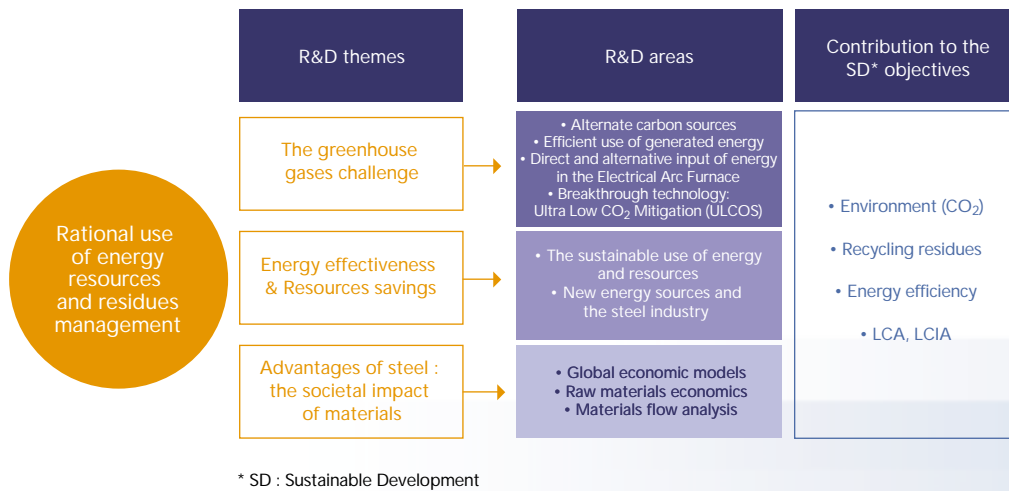 R&D themes
R&D areas
Contribution to the
SD* objectives
Rational use
of energy
resources
and residues
management
The greenhouse
gases challenge
• Alternate carbon sources
• Efficient use of generated energy
• Direct and alternative input of energy
in the Electrical Arc Furnace
• Breakthrough technology:
Ultra Low CO₂ Mitigation (ULCOS)
Energy effectiveness
& Resources savings
• The sustainable use of energy
and resources
• New energy sources and
the steel industry
Advantages of steel :
the societal impact
of materials
• Global economic models
• Raw materials economics
• Materials flow analysis
• Environment (CO₂)
• Recycling residues
• Energy efficiency
• LCA, LCIA
* SD : Sustainable Development